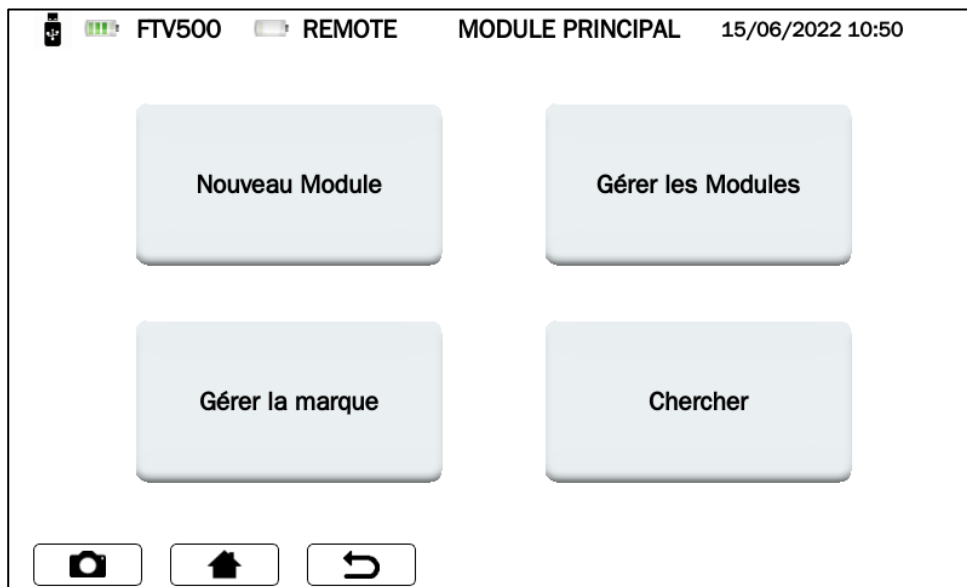 FTV500 REMOTE MODULE PRINCIPAL 15/06/2022 10:50
Nouveau Module Gérer les Modules
Gérer la marque Chercher